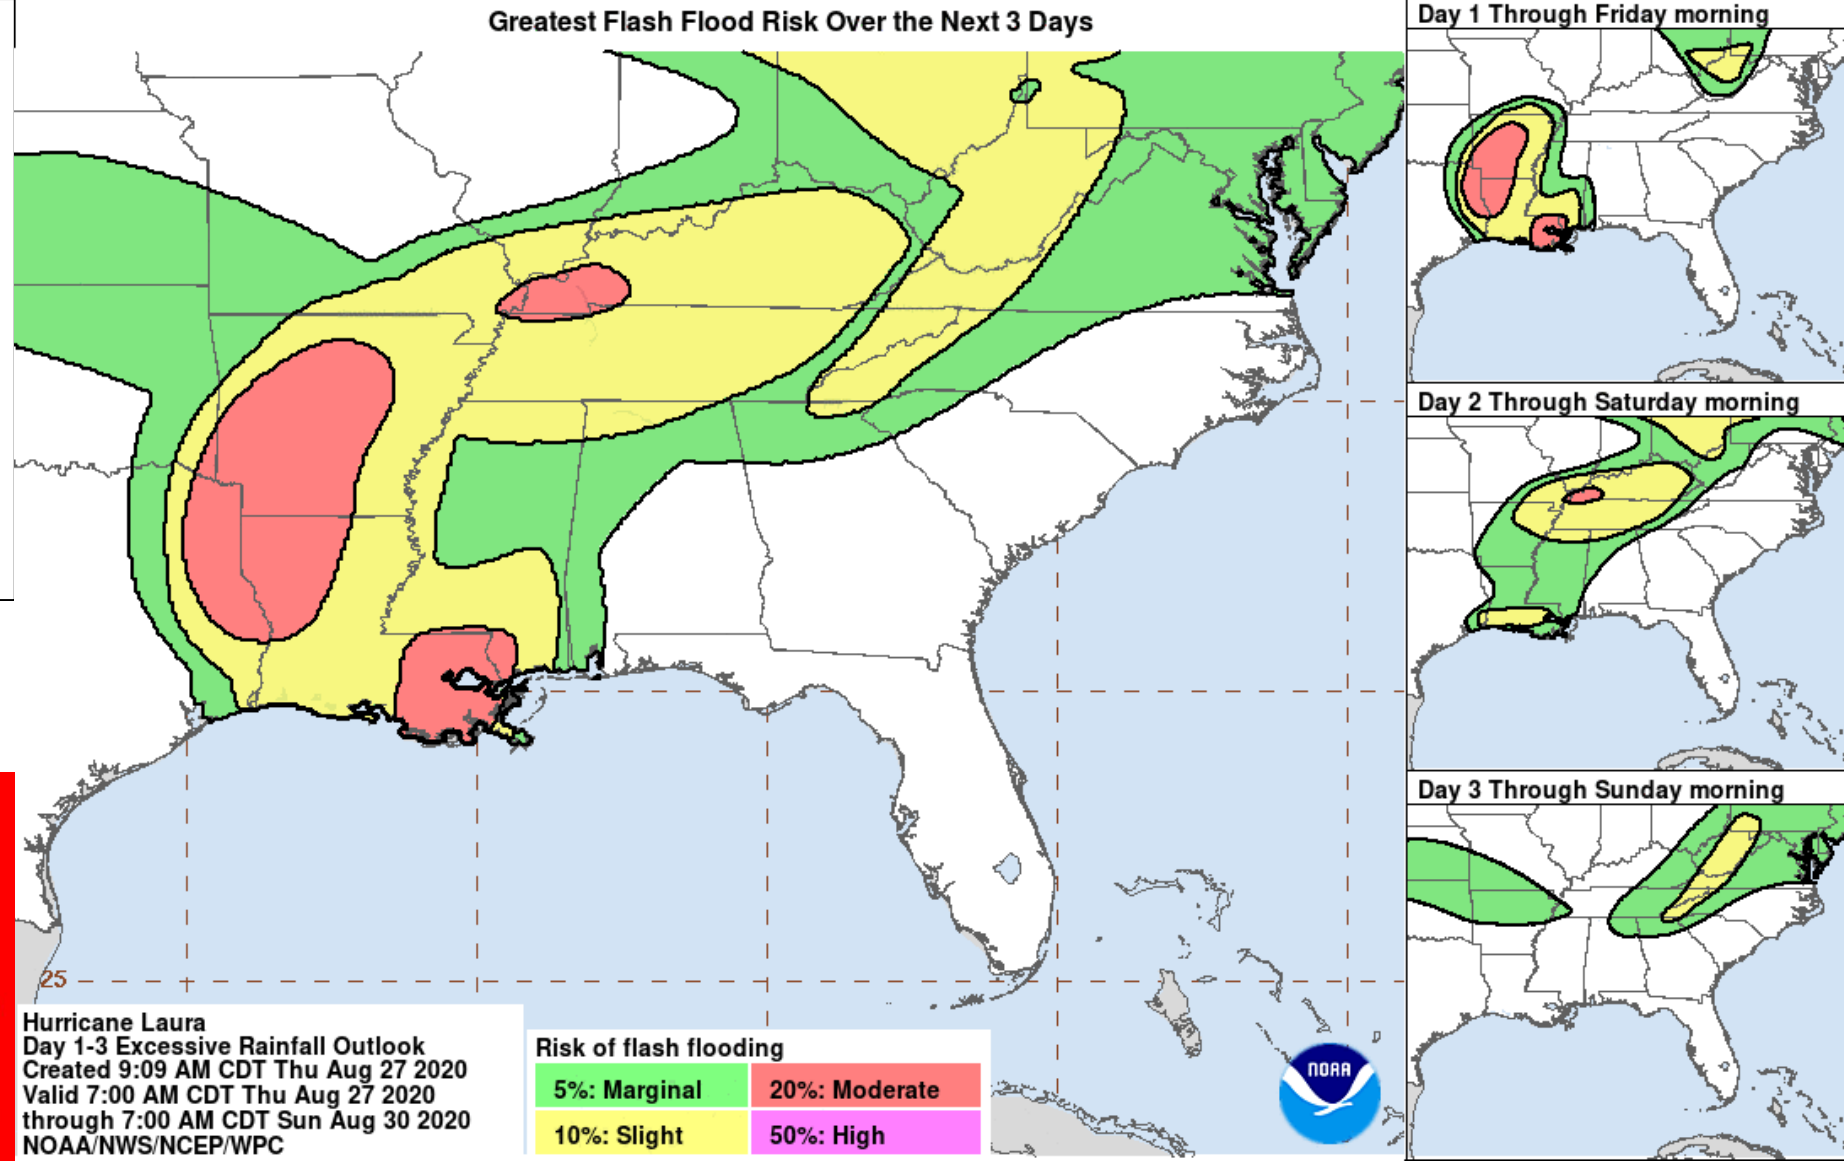 Greatest Flash Flood Risk Over the Next 3 Days
Day 1 Through Friday morning
Day 2 Through Saturday morning
Day 3 Through Sunday morning
25
Hurricane Laura
Day 1-3 Excessive Rainfall Outlook
Created 9:09 AM CDT Thu Aug 27 2020
Valid 7:00 AM CDT Thu Aug 27 2020
through 7:00 AM CDT Sun Aug 30 2020
NOAA/NWS/NCEP/WPC
Risk of flash flooding
5%: Marginal
20%: Moderate
10%: Slight
50%: High
NOAA